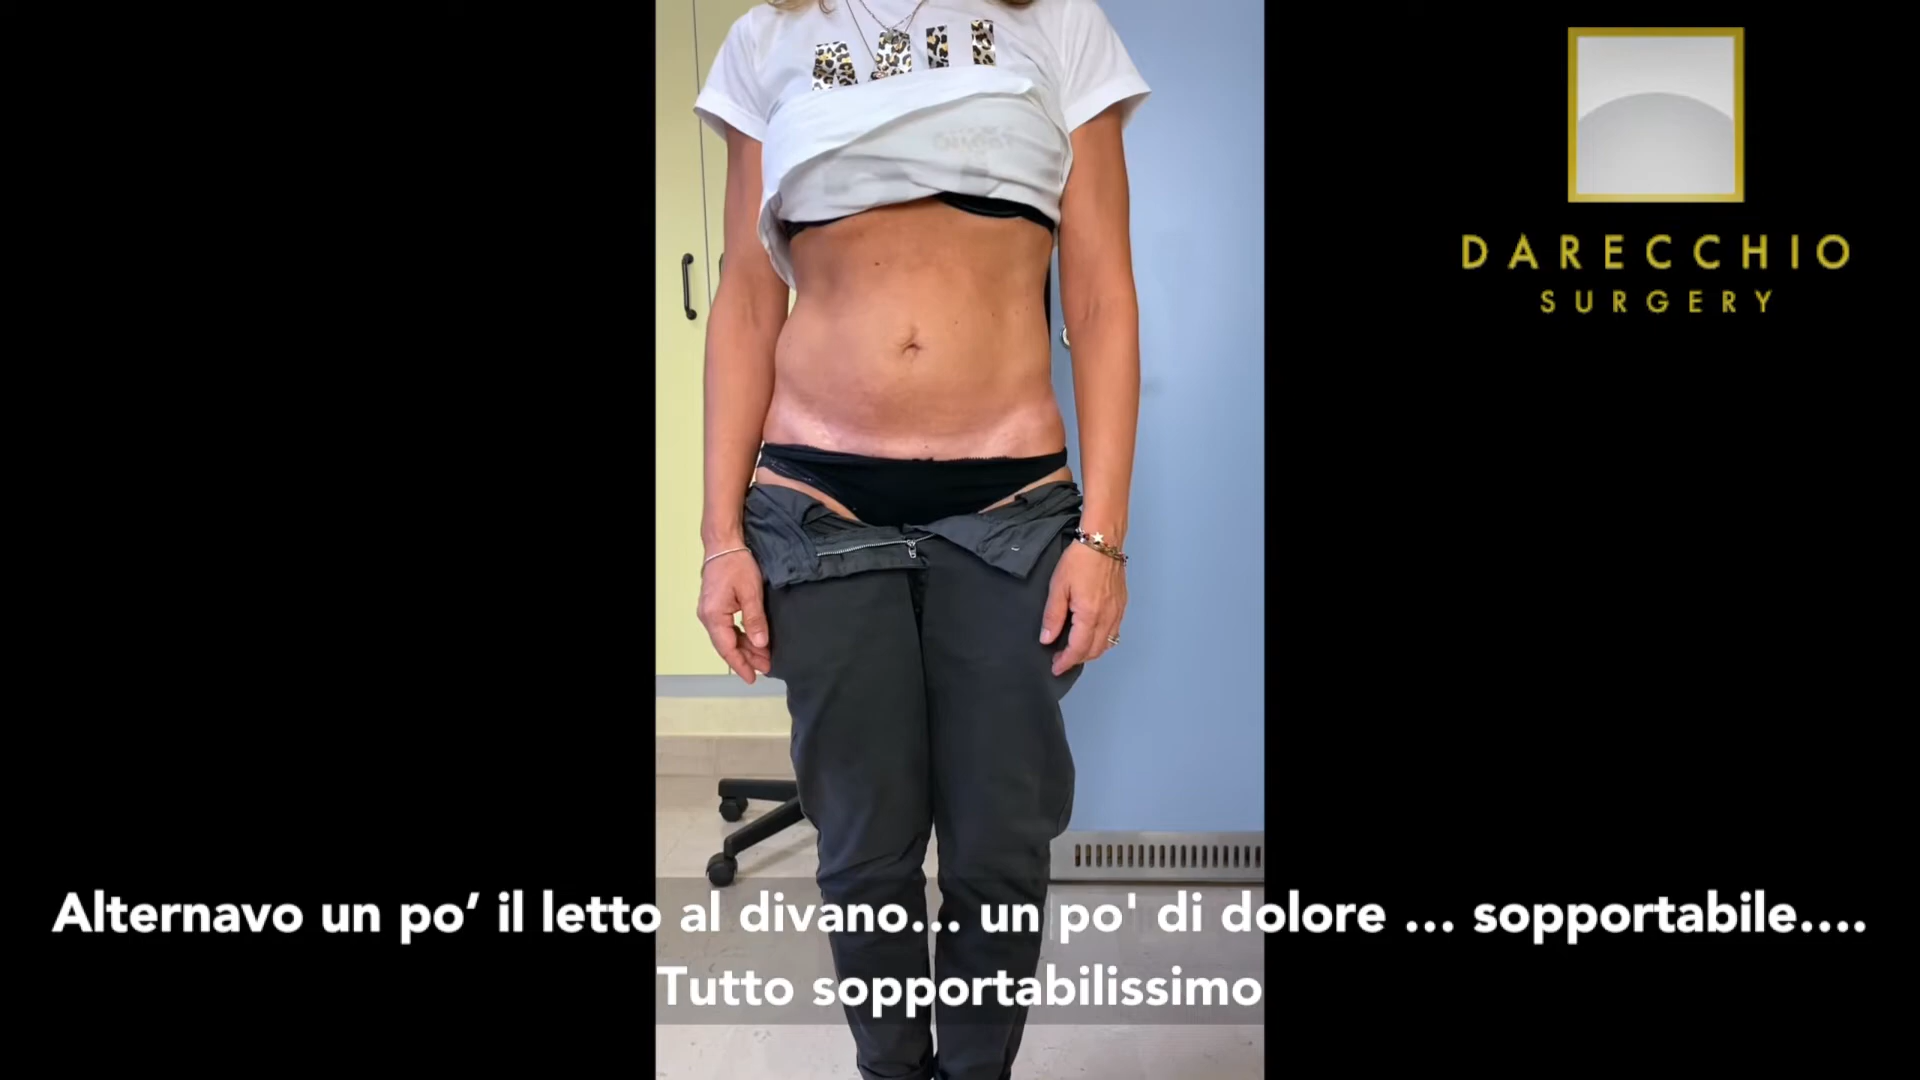 DARECCHIO
SURGERY
Alternavo un po’ il letto al divano... un po' di dolore ... sopportabile....
Tutto sopportabilissimo